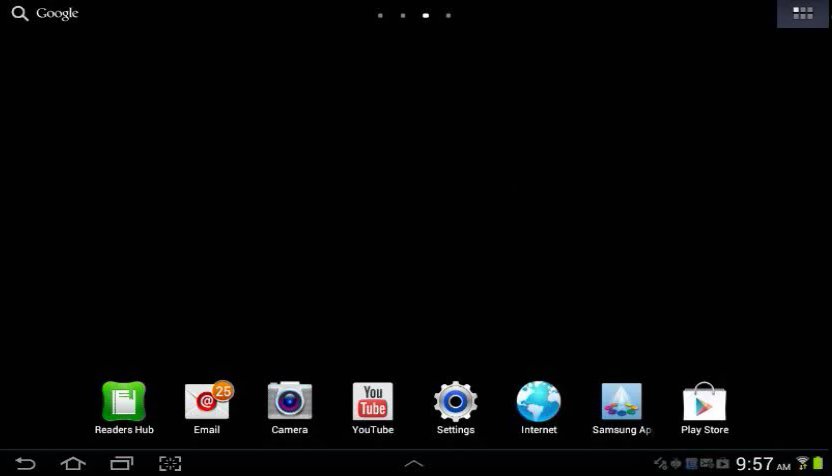 Google
25
You
Tube
Readers Hub
Email
Camera
YouTube
Settings
Internet
Samsung Ap
Play Store
9:57 AM